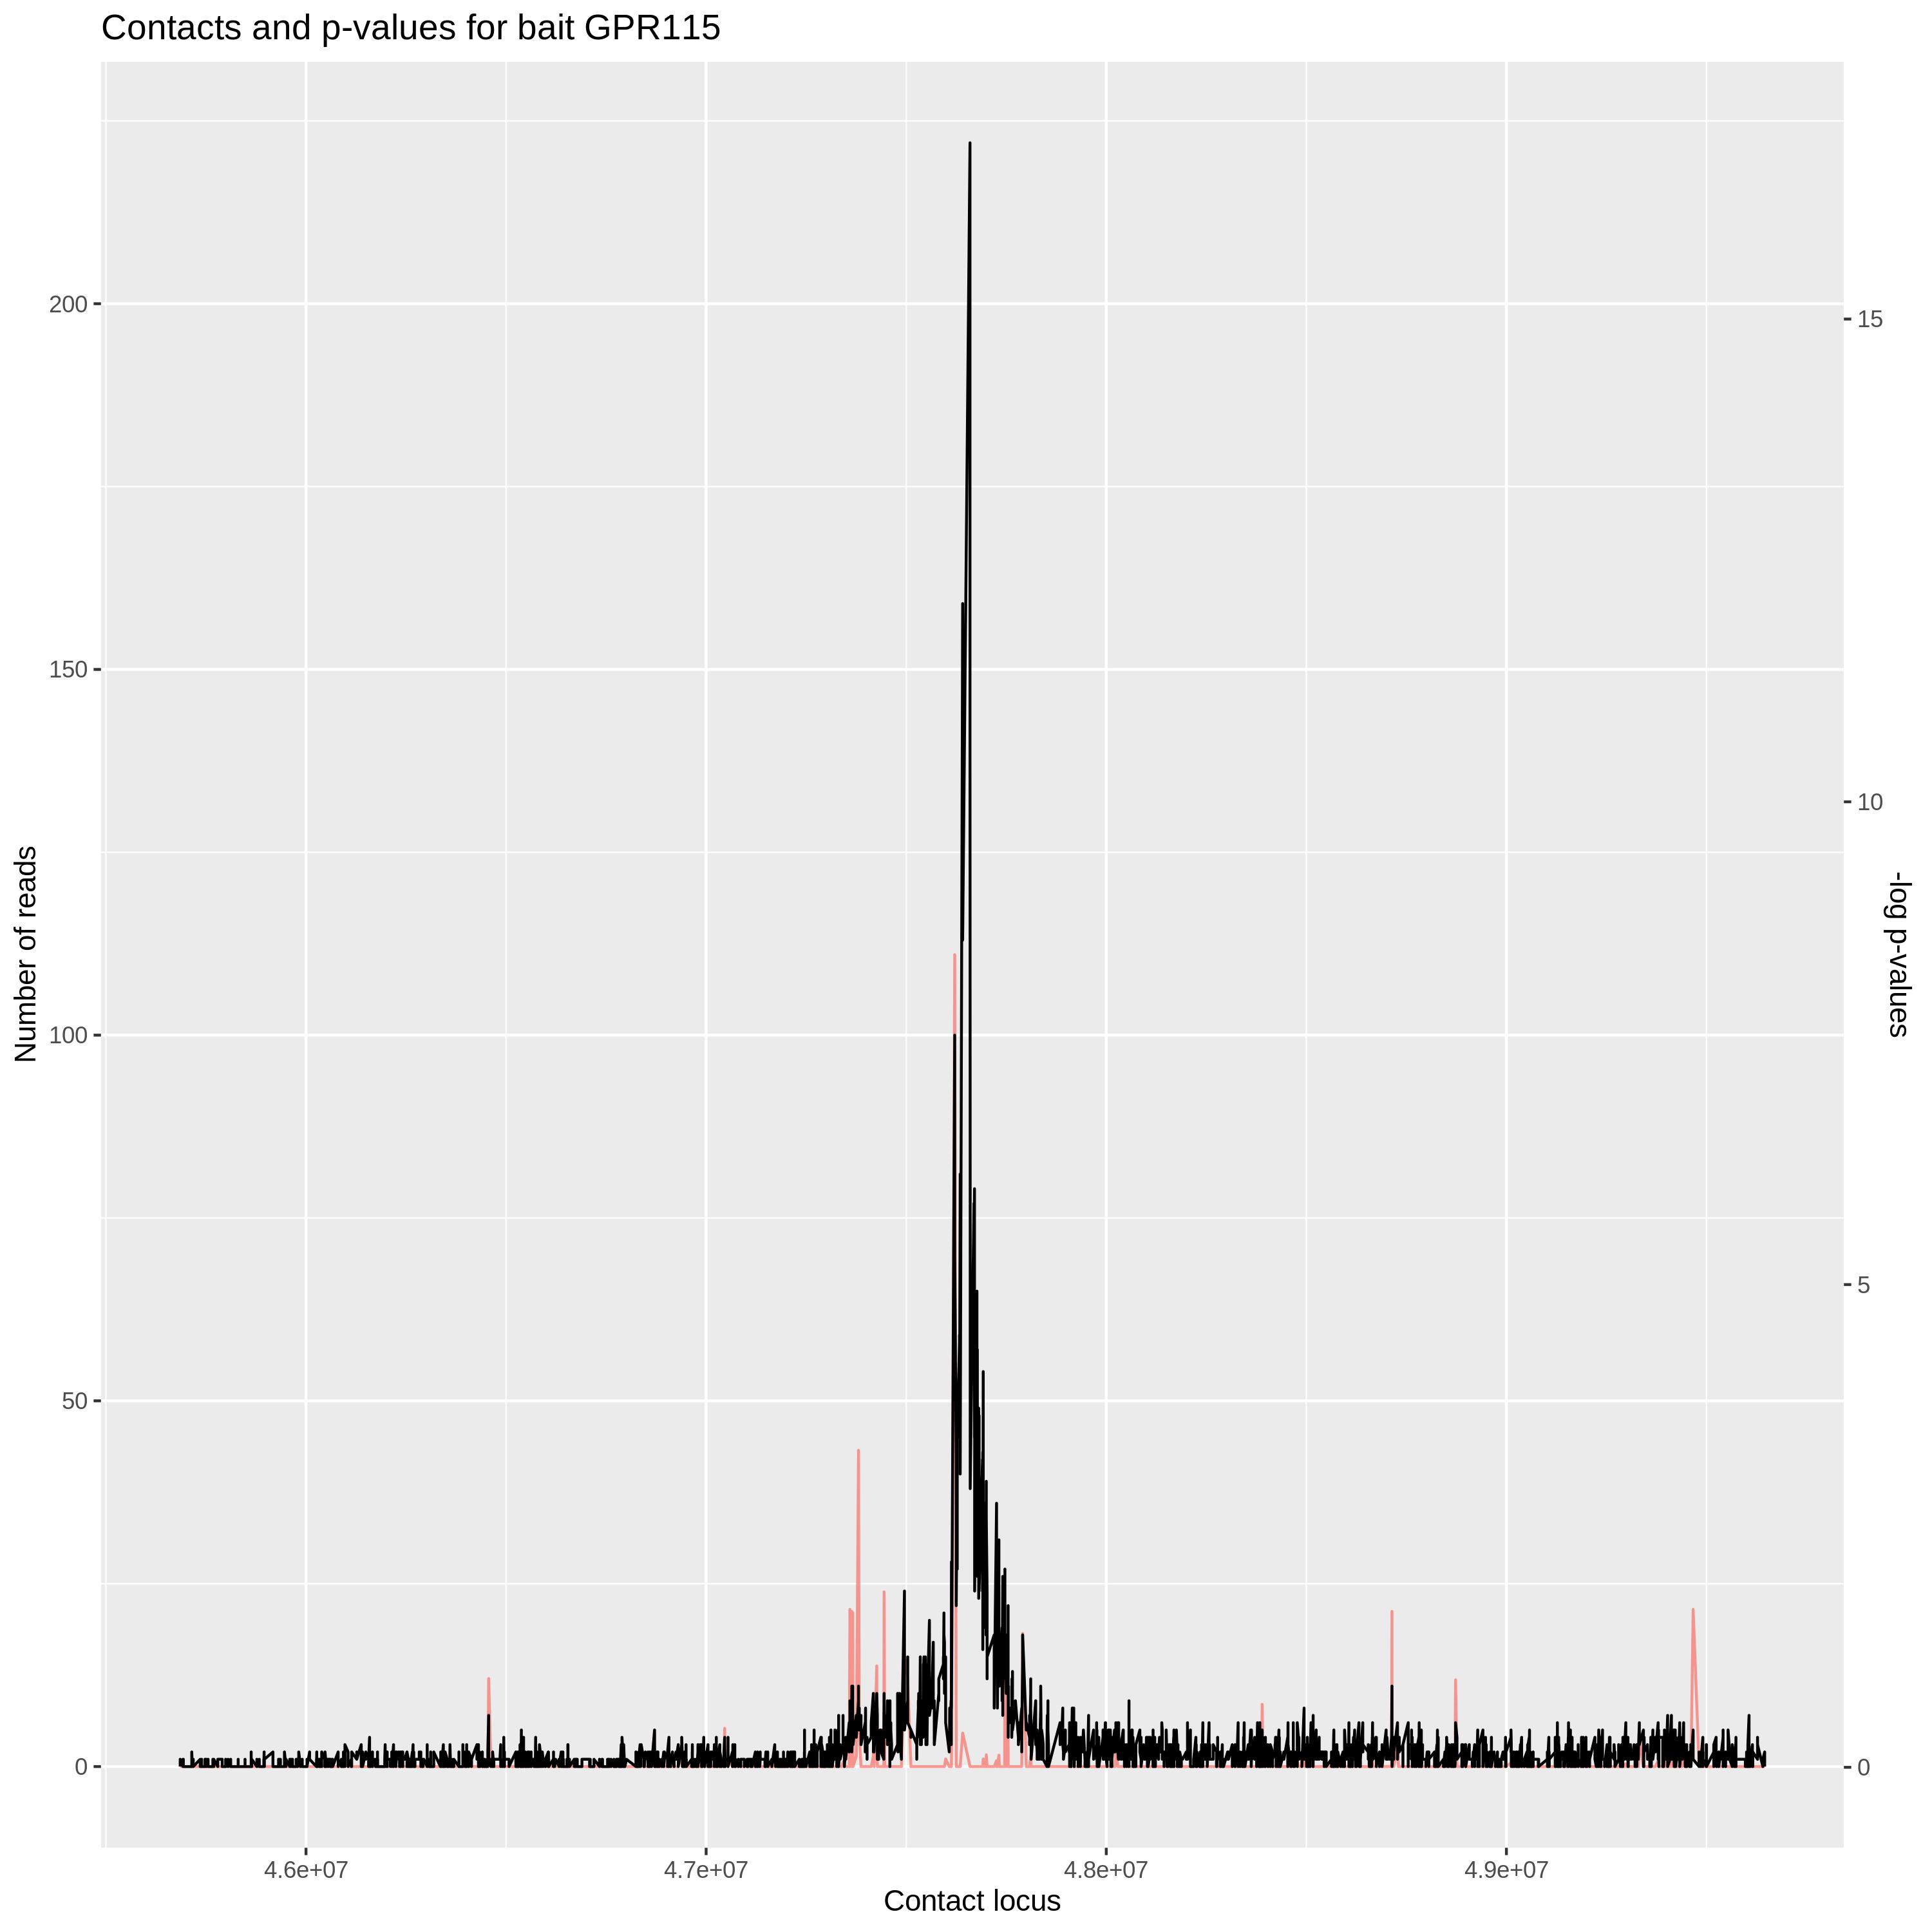 Contacts and p-values for bait GPR115
Number of reads
200
150
100
50
0
15
10
5
0
-log p-values
4.6e+07
4.7e+07
4.8e+07
4.9e+07
Contact locus